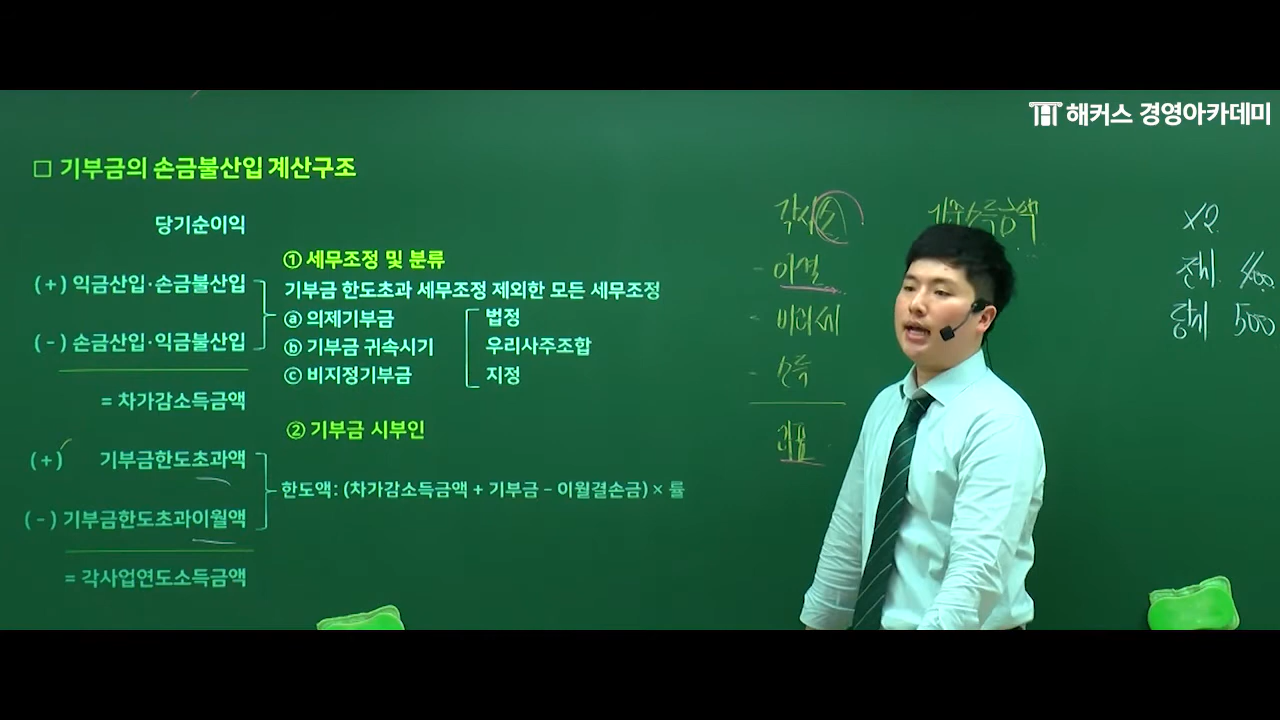 해커스 경영아카데미
□ 기부금의 손금불산입 계산구조
당기순이익
(+) 익금산입·손금불산입
(-) 손금산입·익금불산입
= 차가감소득금액
(+) 기부금한도초과액
(-) 기부금한도초과이월액
= 각사업연도소득금액
① 세무조정 및 분류
기부금 한도초과 세무조정 제외한 모든 세무조정
ⓐ 의제기부금
ⓑ 기부금 귀속시기
ⓒ 비지정기부금
법정
우리사주조합
지정
② 기부금 시부인
한도액: (차가감소득금액 + 기부금 – 이월결손금) × 률
각사소
기준소득금액
- 이월
- 비과세
- 소득
과표
X2
전기
당기 500